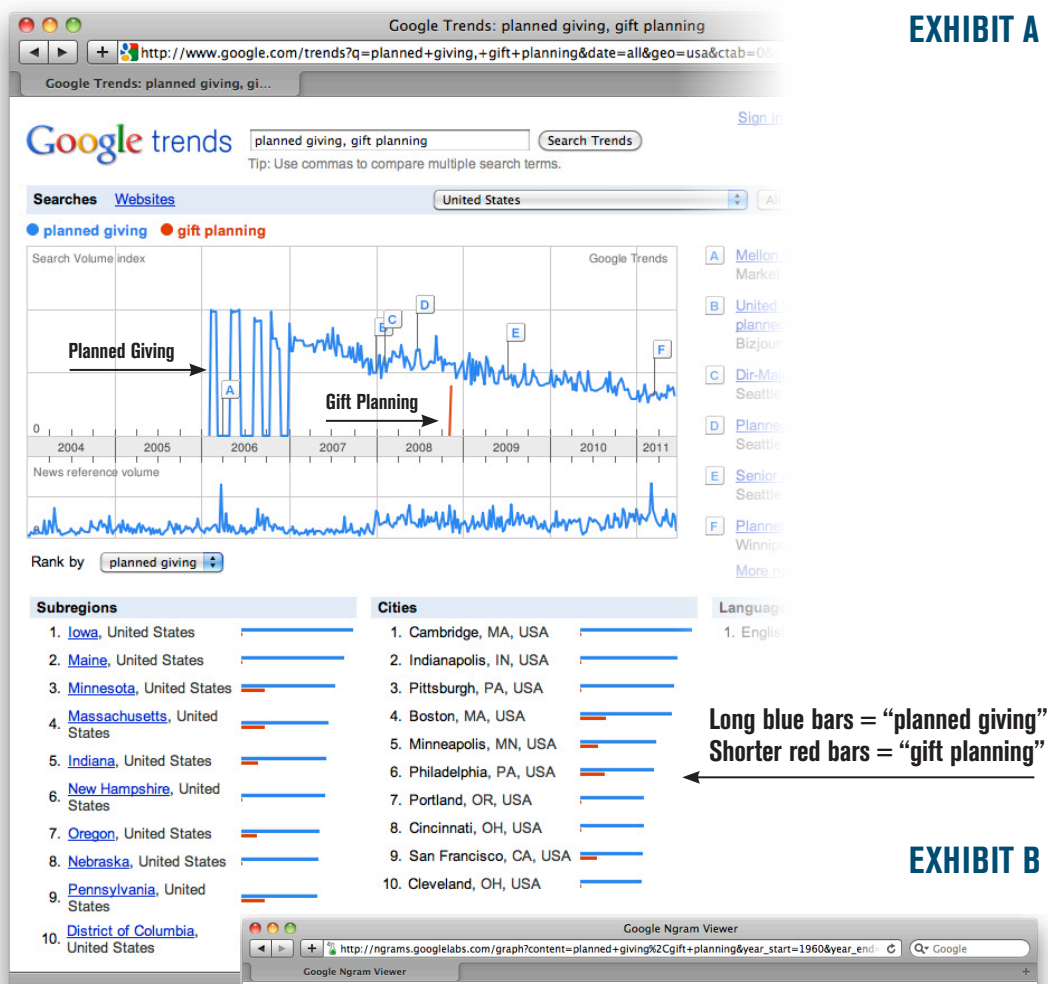 EXHIBIT A
Google Trends: planned giving, gift planning
http://www.google.com/trends?q=planned+giving,+gift+planning&date=all&geo=usa&ctab=0&
Google Trends: planned giving, gi...
Sign in
Google trends
planned giving, gift planning
Search Trends
Tip: Use commas to compare multiple search terms.
Searches Websites
United States
All
planned giving gift planning
Search Volume index
Google Trends
A
B
C
D
E
F
Planned Giving
Gift Planning
0
2004 2005 2006 2007 2008 2009 2010 2011
News reference volume
0
A Mellon
Market
B United
planned
Bizjour
C Dir-Ma
Seattle
D Planne
Seattle
E Senior
Seattle
F Planne
Winnip
More n
Rank by planned giving
Subregions
1. Iowa, United States
2. Maine, United States
3. Minnesota, United States
4. Massachusetts, United
States
5. Indiana, United States
6. New Hampshire, United
States
7. Oregon, United States
8. Nebraska, United States
9. Pennsylvania, United
States
10. District of Columbia,
United States
Cities
1. Cambridge, MA, USA
2. Indianapolis, IN, USA
3. Pittsburgh, PA, USA
4. Boston, MA, USA
5. Minneapolis, MN, USA
6. Philadelphia, PA, USA
7. Portland, OR, USA
8. Cincinnati, OH, USA
9. San Francisco, CA, USA
10. Cleveland, OH, USA
Languag
1. English
Long blue bars = “planned giving”
Shorter red bars = “gift planning”
EXHIBIT B
Google Ngram Viewer
http://ngrams.googlelabs.com/graph?content=planned+giving%2Cgift+planning&year_start=1960&year_end=
Google
Google Ngram Viewer